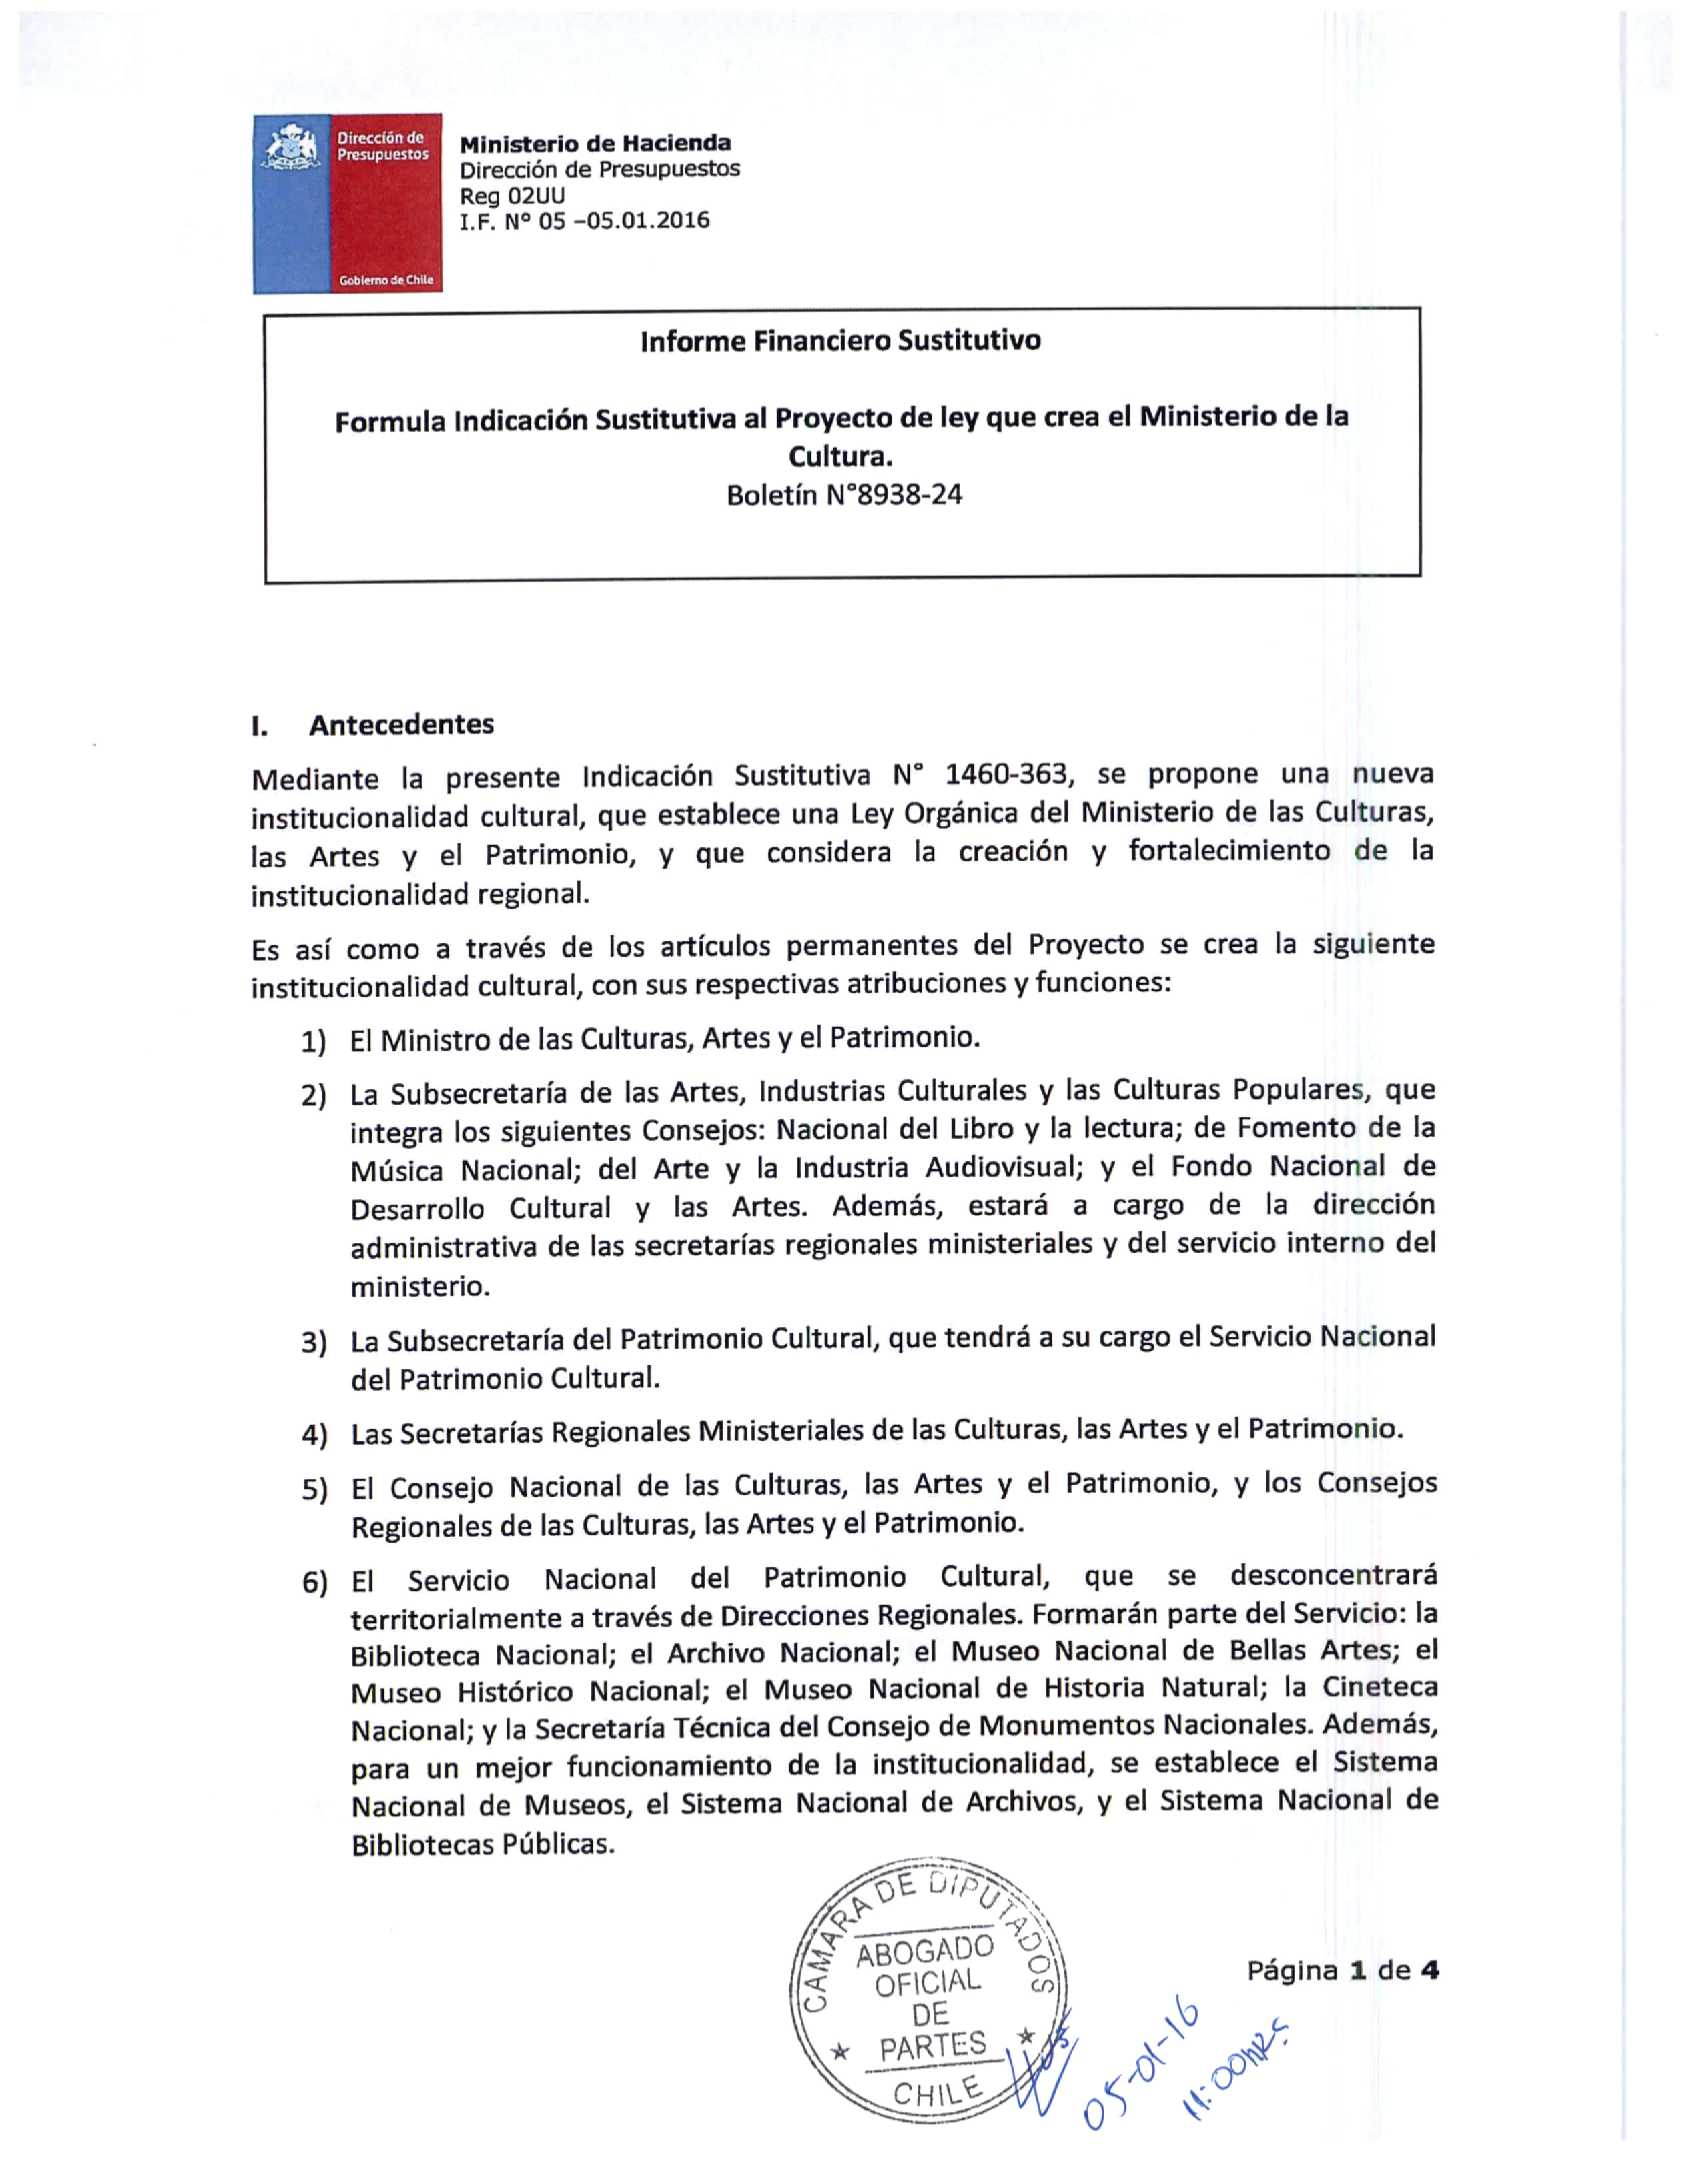 Dirección de
Presupuestos
Gobierno de Chile
Ministerio de Hacienda
Dirección de Presupuestos
Reg 02UU
I.F. N° 05 –05.01.2016
Informe Financiero Sustitutivo
Formula Indicación Sustitutiva al Proyecto de ley que crea el Ministerio de la
Cultura.
Boletín N°8938-24
I. Antecedentes
Mediante la presente Indicación Sustitutiva N° 1460-363, se propone una nueva
institucionalidad cultural, que establece una Ley Orgánica del Ministerio de las Culturas,
las Artes y el Patrimonio, y que considera la creación y fortalecimiento de la
institucionalidad regional.
Es así como a través de los artículos permanentes del Proyecto se crea la siguiente
institucionalidad cultural, con sus respectivas atribuciones y funciones:
1) El Ministro de las Culturas, Artes y el Patrimonio.
2) La Subsecretaría de las Artes, Industrias Culturales y las Culturas Populares, que
integra los siguientes Consejos: Nacional del Libro y la lectura; de Fomento de la
Música Nacional; del Arte y la Industria Audiovisual; y el Fondo Nacional de
Desarrollo Cultural y las Artes. Además, estará a cargo de la dirección
administrativa de las secretarías regionales ministeriales y del servicio interno del
ministerio.
3) La Subsecretaría del Patrimonio Cultural, que tendrá a su cargo el Servicio Nacional
del Patrimonio Cultural.
4) Las Secretarías Regionales Ministeriales de las Culturas, las Artes y el Patrimonio.
5) El Consejo Nacional de las Culturas, las Artes y el Patrimonio, y los Consejos
Regionales de las Culturas, las Artes y el Patrimonio.
6) El Servicio Nacional del Patrimonio Cultural, que se desconcentrará
territorialmente a través de Direcciones Regionales. Formarán parte del Servicio: la
Biblioteca Nacional; el Archivo Nacional; el Museo Nacional de Bellas Artes; el
Museo Histórico Nacional; el Museo Nacional de Historia Natural; la Cineteca
Nacional; y la Secretaría Técnica del Consejo de Monumentos Nacionales. Además,
para un mejor funcionamiento de la institucionalidad, se establece el Sistema
Nacional de Museos, el Sistema Nacional de Archivos, y el Sistema Nacional de
Bibliotecas Públicas.
CAMARA DE DIPUTADOS
ABOGADO
OFICIAL
DE
PARTES
CHILE
Página 1 de 4
05-01-16
11:00hrs